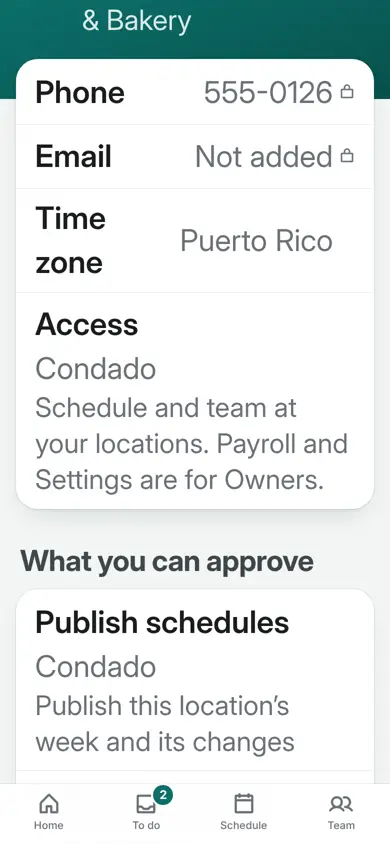 & Bakery
Phone 555-0126
Email Not added
Time
zone
Puerto Rico
Access
Condado
Schedule and team at
your locations. Payroll and
Settings are for Owners.
What you can approve
Publish schedules
Condado
Publish this location’s
week and its changes
2
Home To do Schedule Team